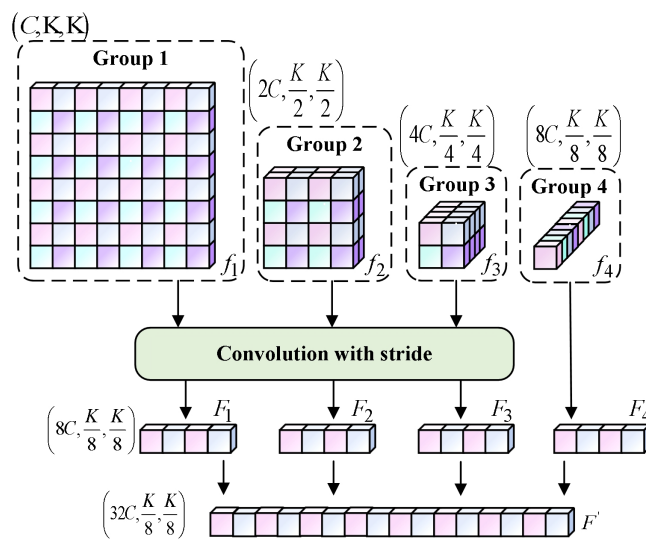 (C,K,K)
Group 1
(2C, K/2, K/2)
Group 2
(4C, K/4, K/4)
Group 3
(8C, K/8, K/8)
Group 4
f₁
f₂
f₃
f₄
Convolution with stride
(8C, K/8, K/8)
F₁
F₂
F₃
F₄
(32C, K/8, K/8)
F'